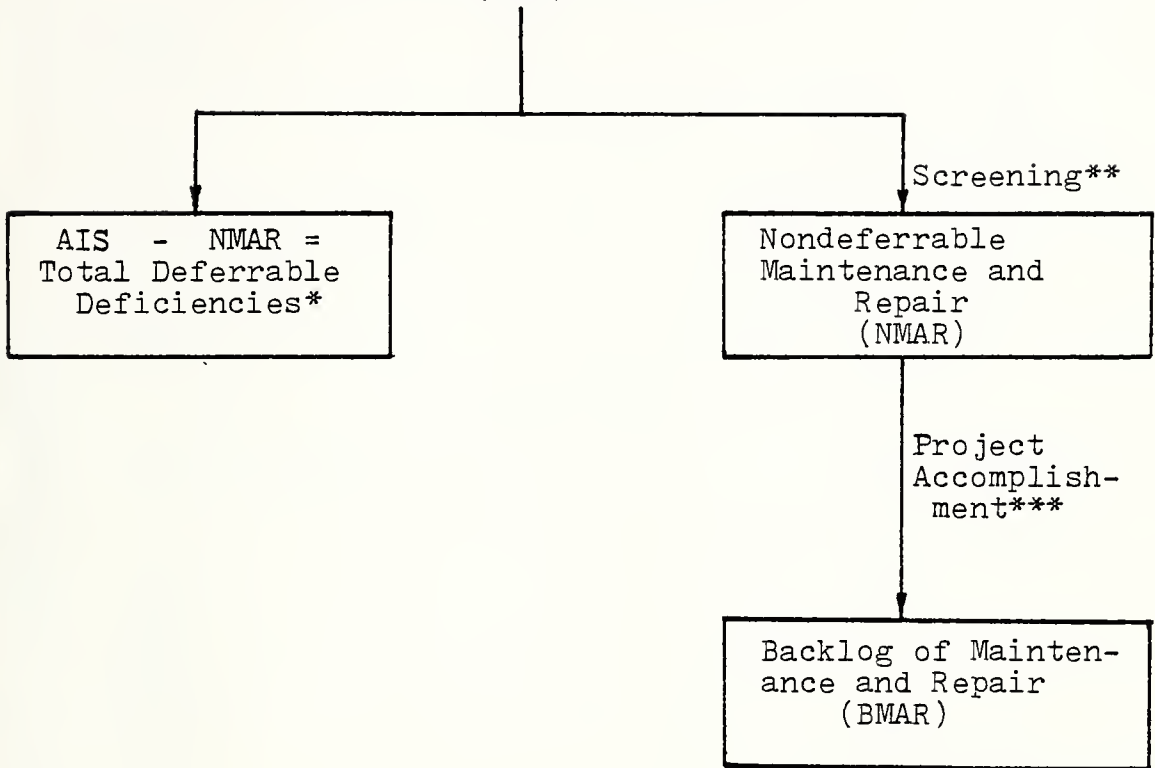 Screening**
AIS - NMAR =
Total Deferrable
Deficiencies*
Nondeferrable
Maintenance and
Repair
(NMAR)
Project
Accomplish-
ment***
Backlog of Mainten-
ance and Repair
(BMAR)